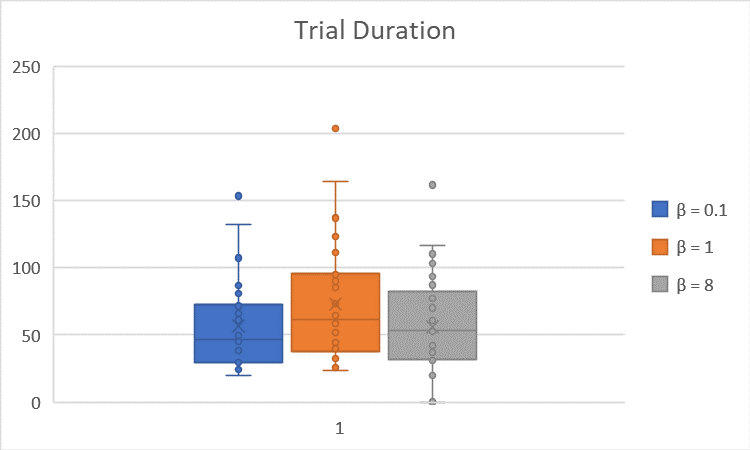 Trial Duration
250
200
150
100
50
0
1
β = 0.1
β = 1
β = 8